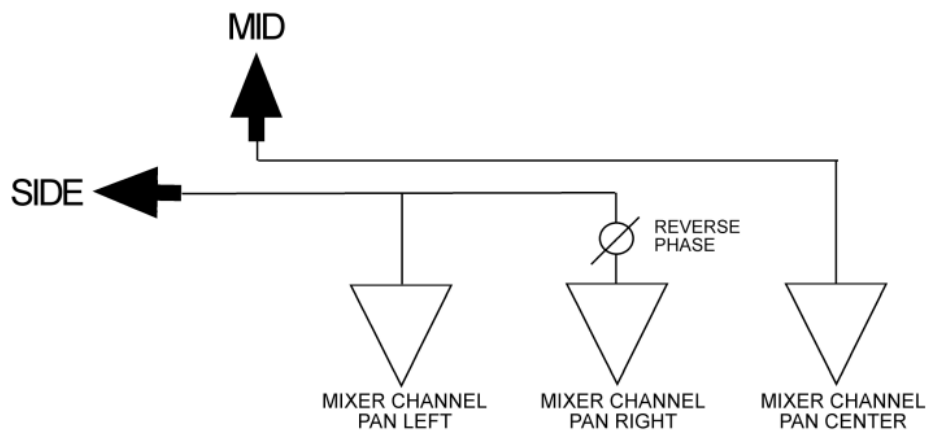 MID
SIDE
REVERSE
PHASE
MIXER CHANNEL
PAN LEFT
MIXER CHANNEL
PAN RIGHT
MIXER CHANNEL
PAN CENTER